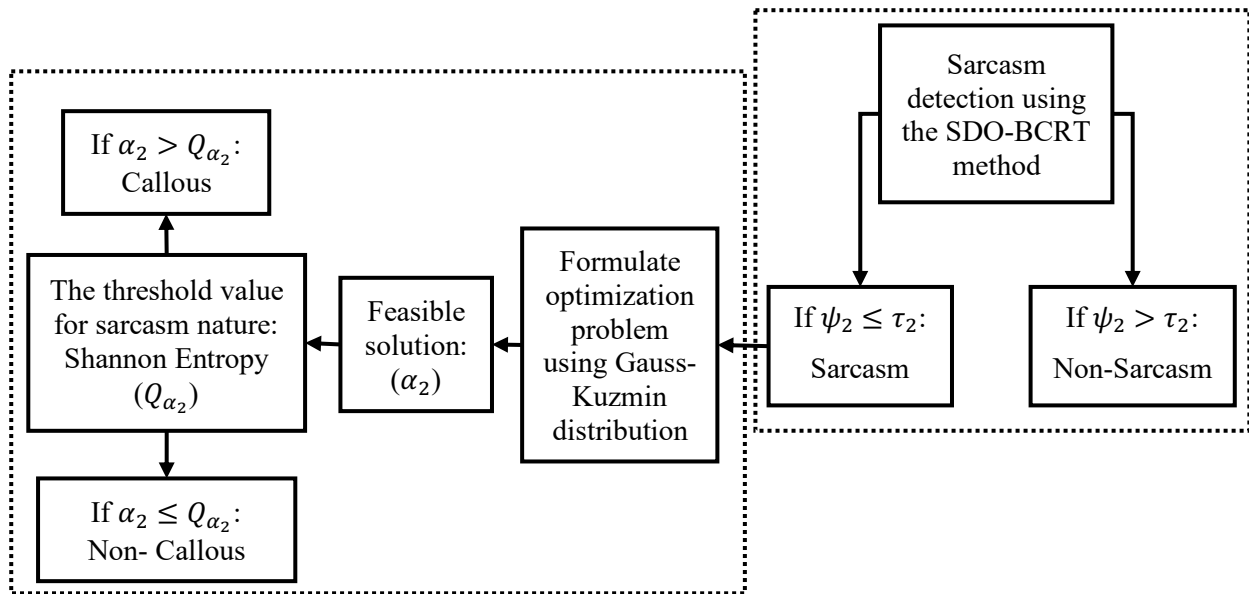 Sarcasm
detection using
the SDO-BCRT
method
If ψ₂ ≤ τ₂:
Sarcasm
If ψ₂ > τ₂:
Non-Sarcasm
Formulate
optimization
problem
using Gauss-
Kuzmin
distribution
Feasible
solution:
(α₂)
The threshold value
for sarcasm nature:
Shannon Entropy
(Q_α₂)
If α₂ > Q_α₂:
Callous
If α₂ ≤ Q_α₂:
Non- Callous